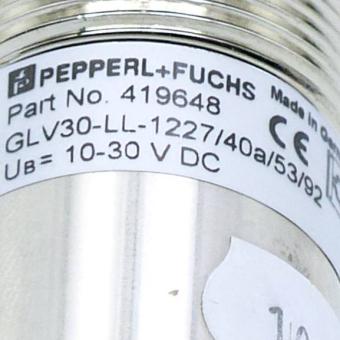 PEPPERL+FUCHS
Part No. 419648
GLV30-LL-1227/40a/53/92
UB= 10-30 V DC
Made in
CE